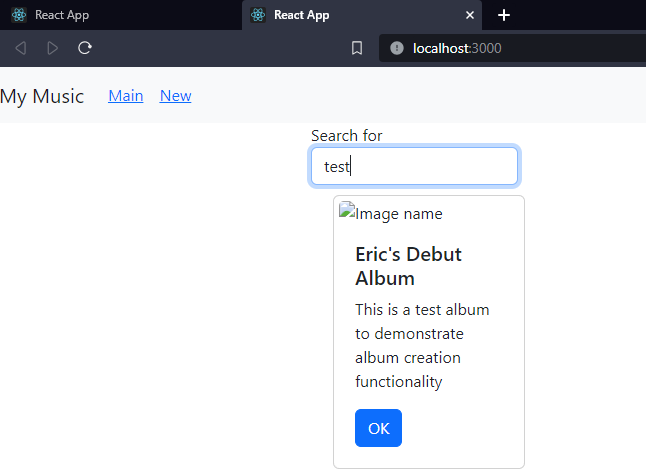 React App
React App
localhost:3000
My Music Main New
Search for
test
Image name
Eric's Debut
Album
This is a test album
to demonstrate
album creation
functionality
OK